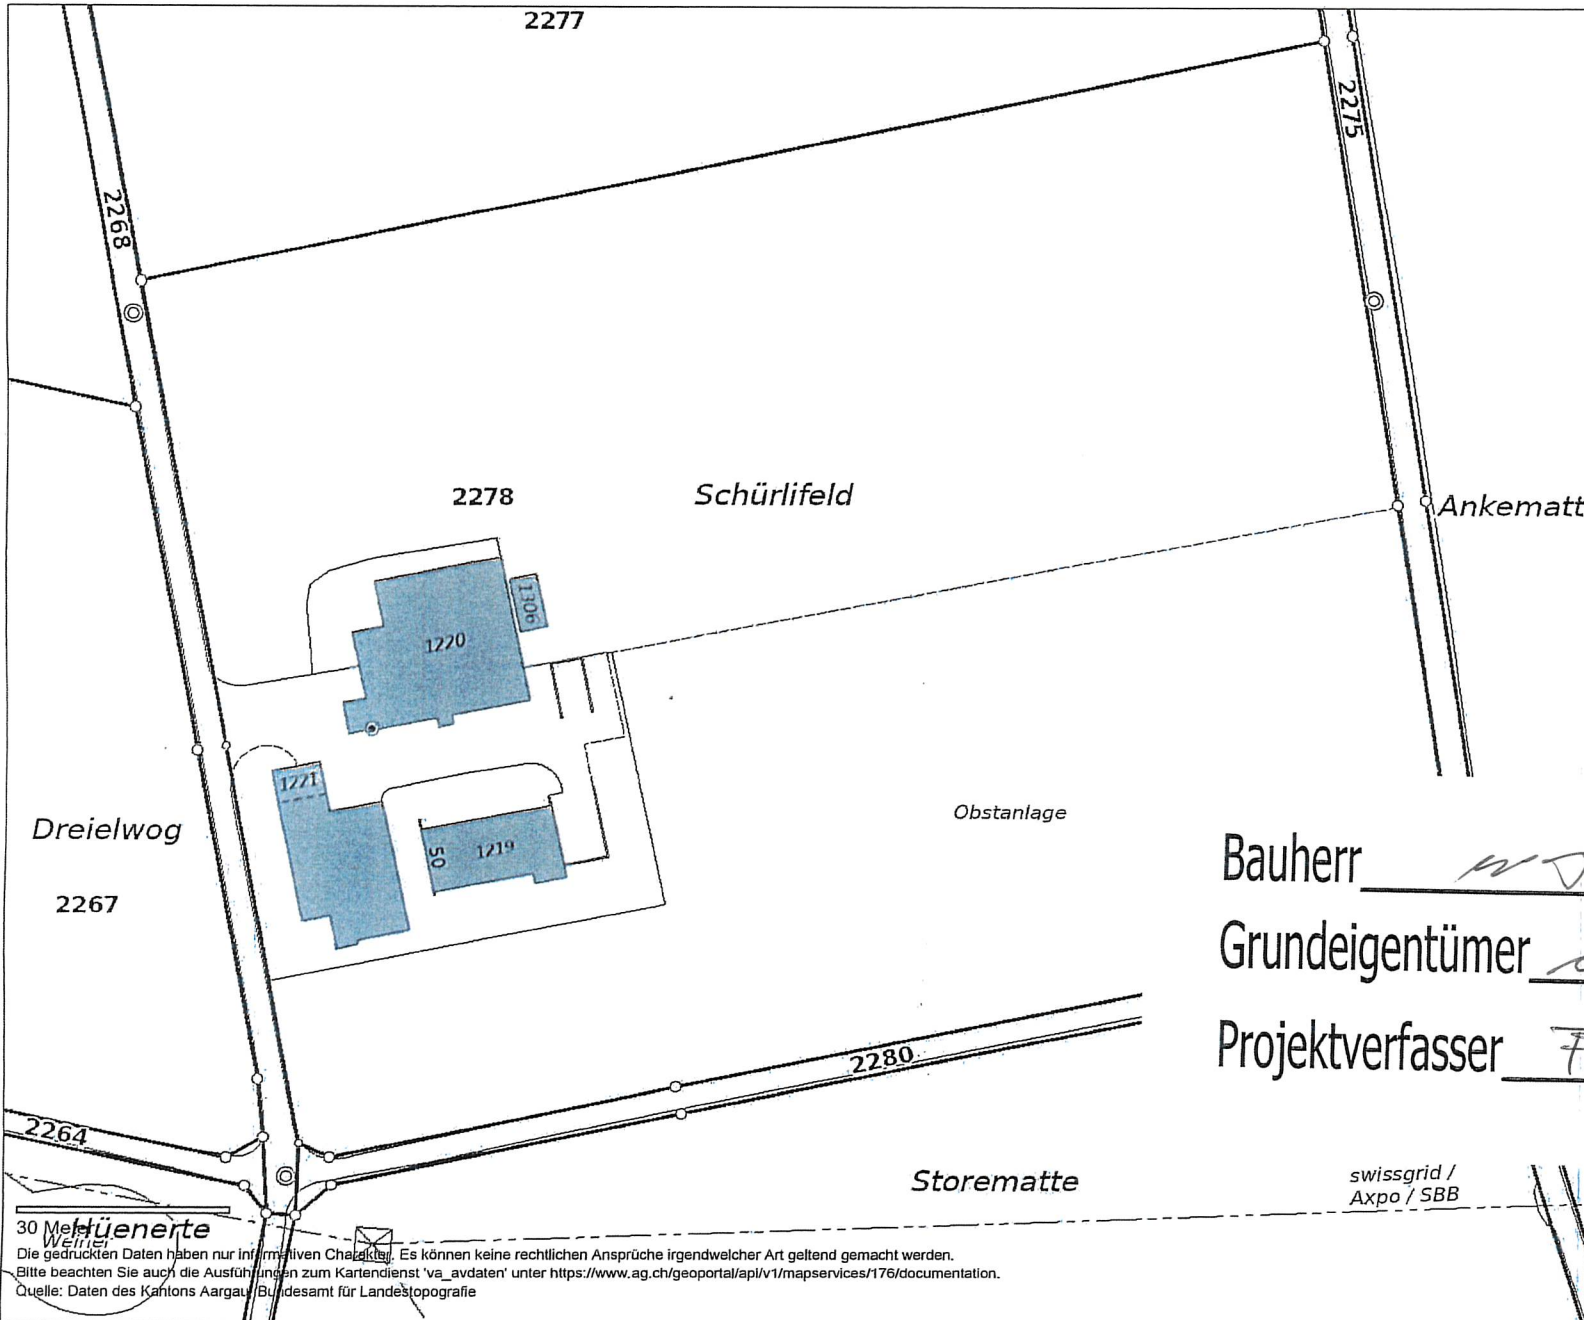 2277
2275
2268
2278
Schürlifeld
Ankematt
1306
1220
1221
Dreielwog
Obstanlage
50
1219
Bauherr
2267
Grundeigentümer
Projektverfasser
2280
2264
Storematte
swissgrid /
Axpo / SBB
30 Meter
Hüenerte
Weiher
Die gedruckten Daten haben nur informativen Charakter. Es können keine rechtlichen Ansprüche irgendwelcher Art geltend gemacht werden.
Bitte beachten Sie auch die Ausführungen zum Kartendienst 'va_avdaten' unter https://www.ag.ch/geoportal/api/v1/mapservices/176/documentation.
Quelle: Daten des Kantons Aargau, Bundesamt für Landestopografie